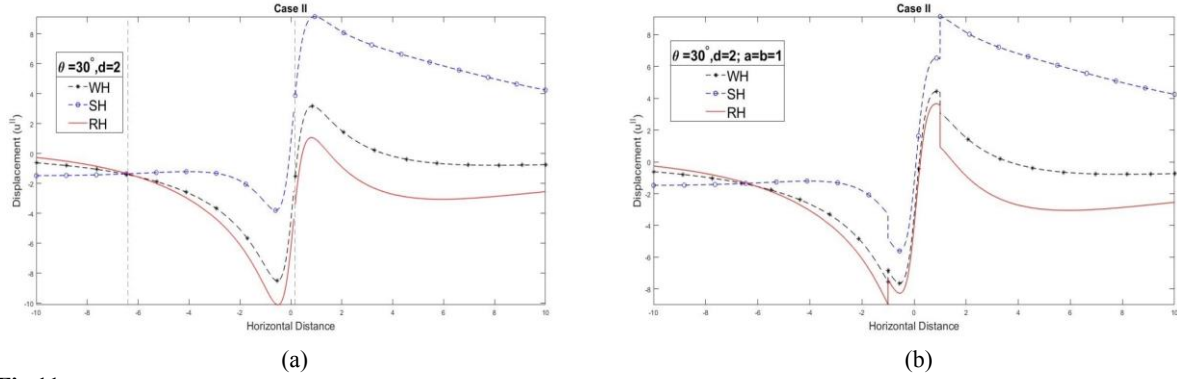 Case II
θ =30°,d=2
WH
SH
RH
Displacement (u^II)
8
6
4
2
0
-2
-4
-6
-8
-10
-10 -8 -6 -4 -2 0 2 4 6 8 10
Horizontal Distance
(a)
Case II
θ =30°,d=2; a=b=1
WH
SH
RH
Displacement (u^II)
8
6
4
2
0
-2
-4
-6
-8
-10 -8 -6 -4 -2 0 2 4 6 8 10
Horizontal Distance
(b)